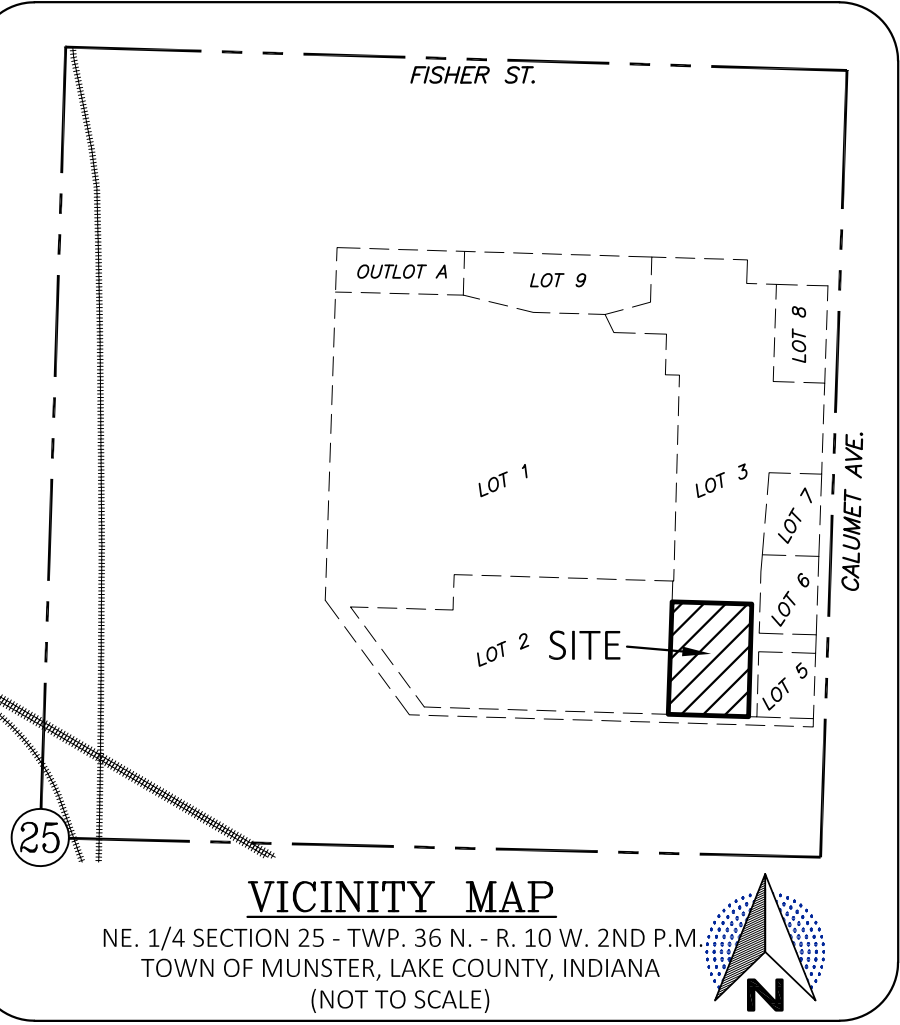 FISHER ST.
OUTLOT A
LOT 9
LOT 8
LOT 1
LOT 3
CALUMET AVE.
LOT 7
LOT 6
LOT 2
SITE
LOT 5
25
VICINITY MAP
NE. 1/4 SECTION 25 - TWP. 36 N. - R. 10 W. 2ND P.M.
TOWN OF MUNSTER, LAKE COUNTY, INDIANA
(NOT TO SCALE)
N